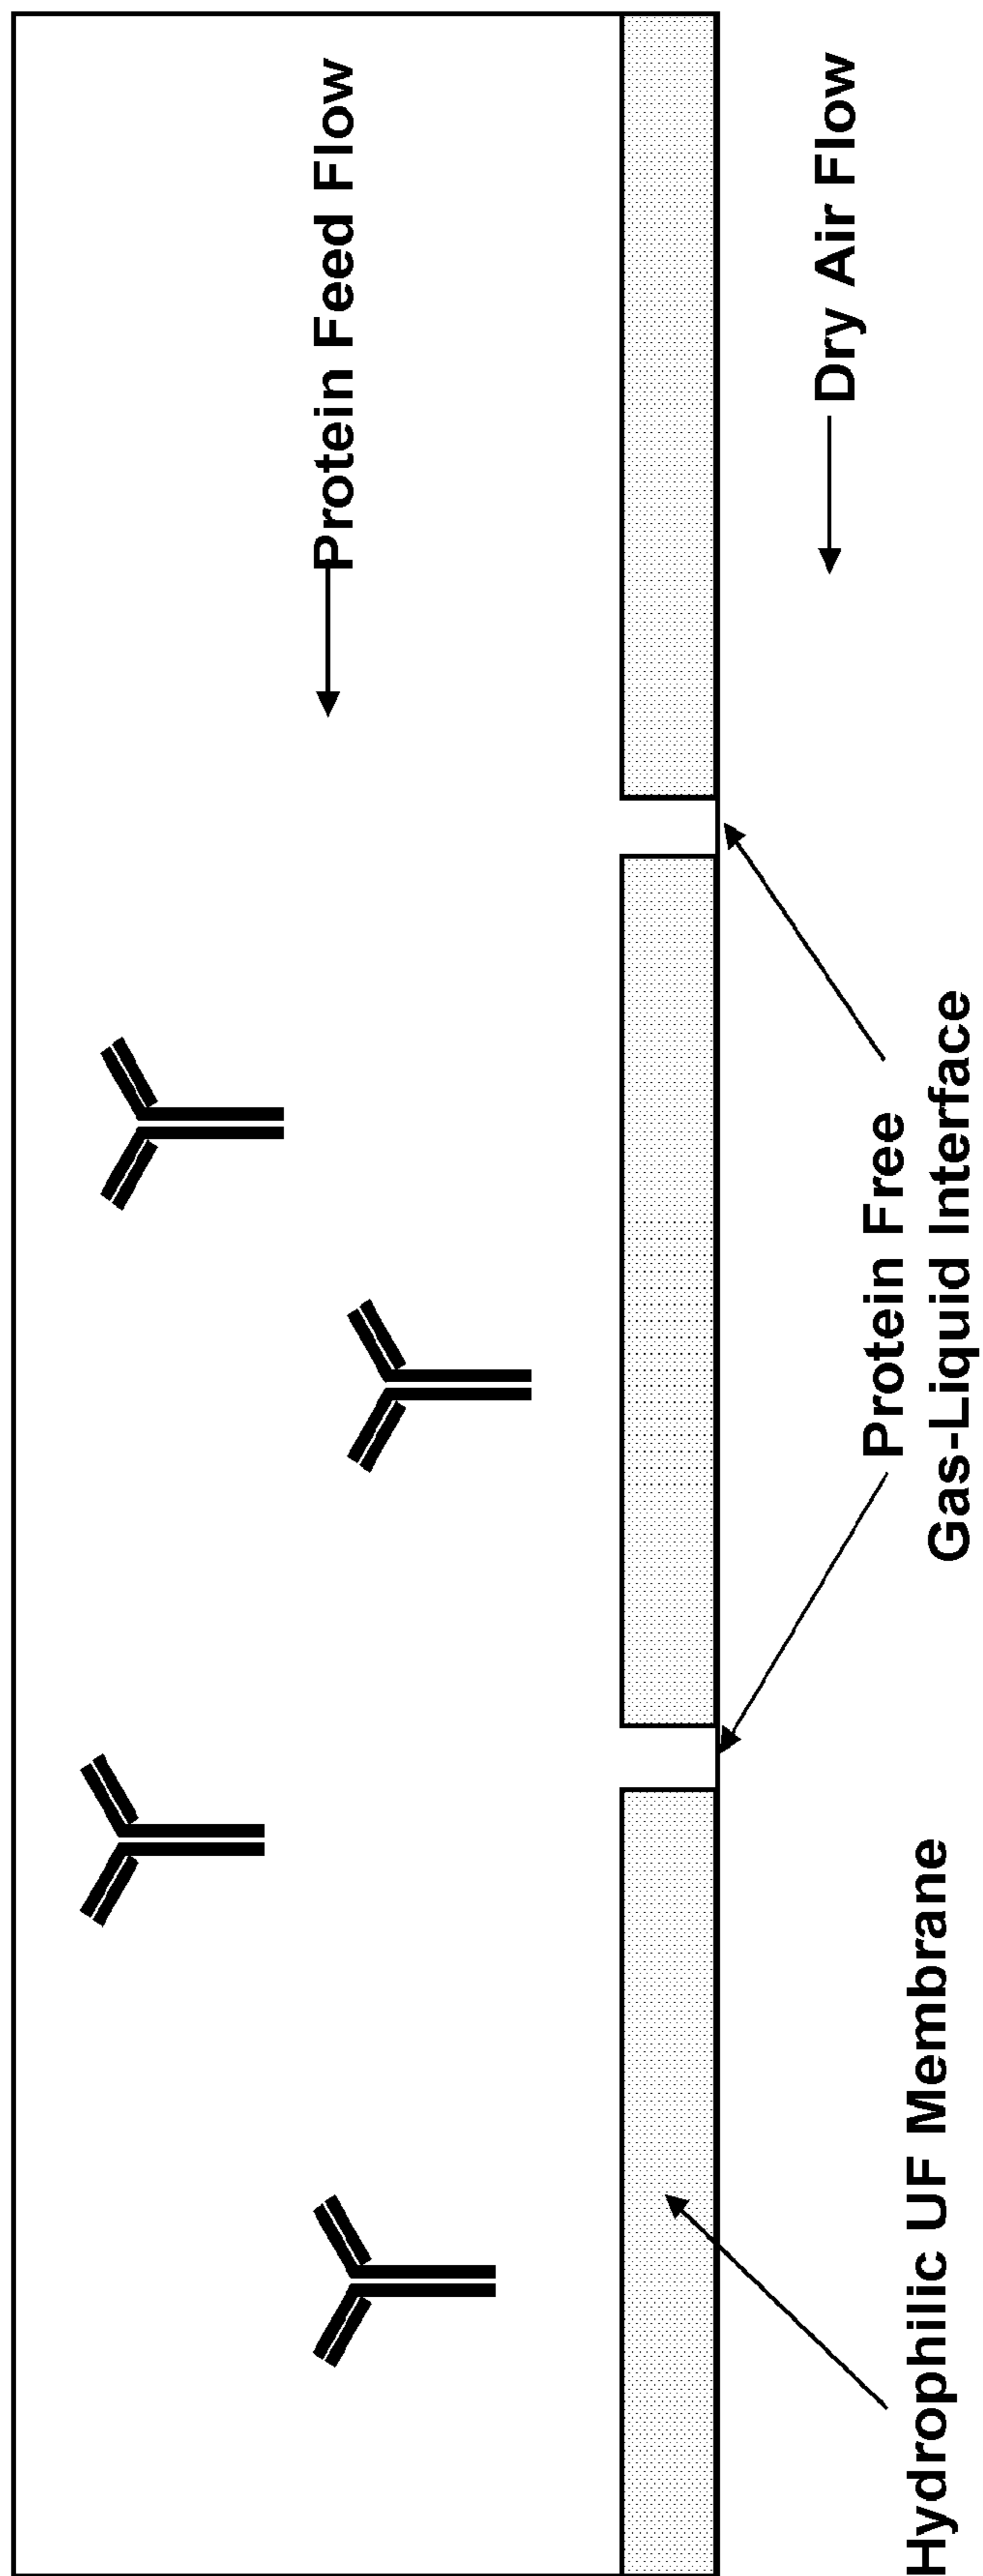 Protein Feed Flow
Dry Air Flow
Protein Free
Gas-Liquid Interface
Hydrophilic UF Membrane